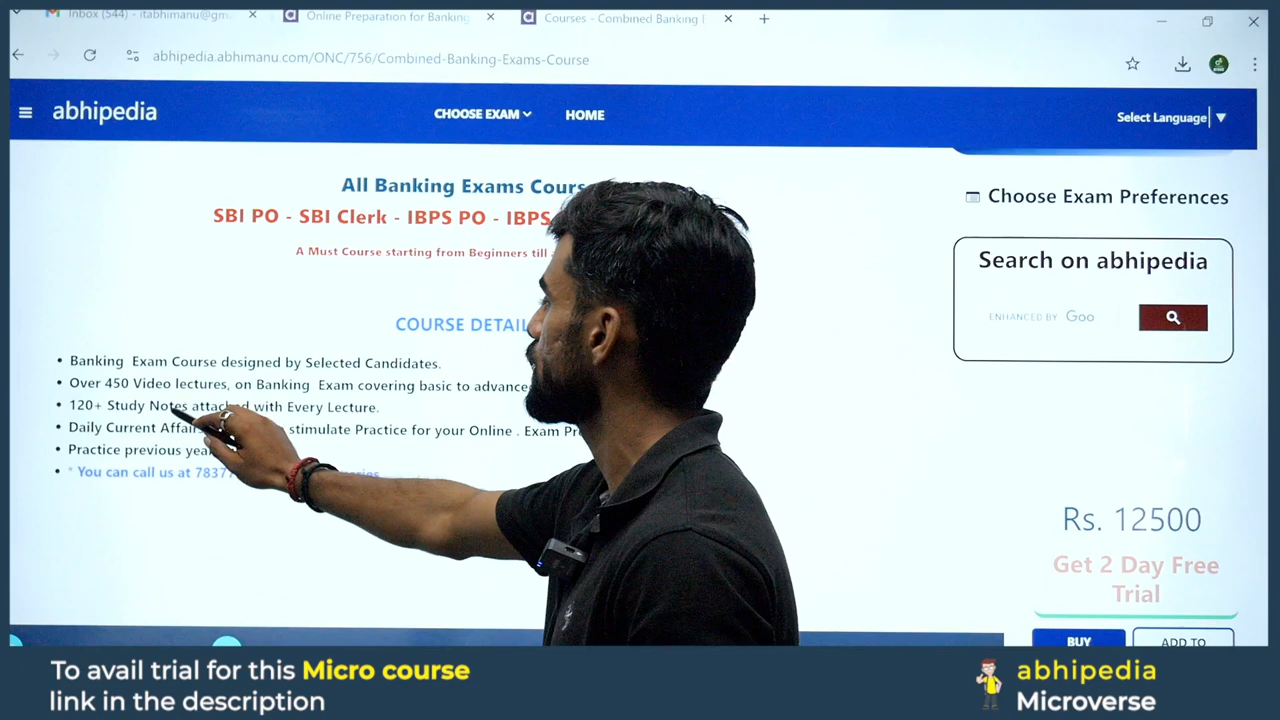 Inbox (544) - itabhimanu@gm
Online Preparation for Banking
Courses - Combined Banking
abhipedia.abhimanu.com/ONC/756/Combined-Banking-Exams-Course
abhipedia
CHOOSE EXAM
HOME
Select Language
All Banking Exams Cours
SBI PO - SBI Clerk - IBPS PO - IBPS
A Must Course starting from Beginners till
COURSE DETAIL
• Banking Exam Course designed by Selected Candidates.
• Over 450 Video lectures, on Banking Exam covering basic to advance
• 120+ Study Notes attached with Every Lecture.
• Daily Current Affairs stimulate Practice for your Online . Exam Pr
• Practice previous year
• * You can call us at 7837
Choose Exam Preferences
Search on abhipedia
ENHANCED BY Goo
Rs. 12500
Get 2 Day Free
Trial
BUY
ADD TO
To avail trial for this Micro course
link in the description
abhipedia
Microverse